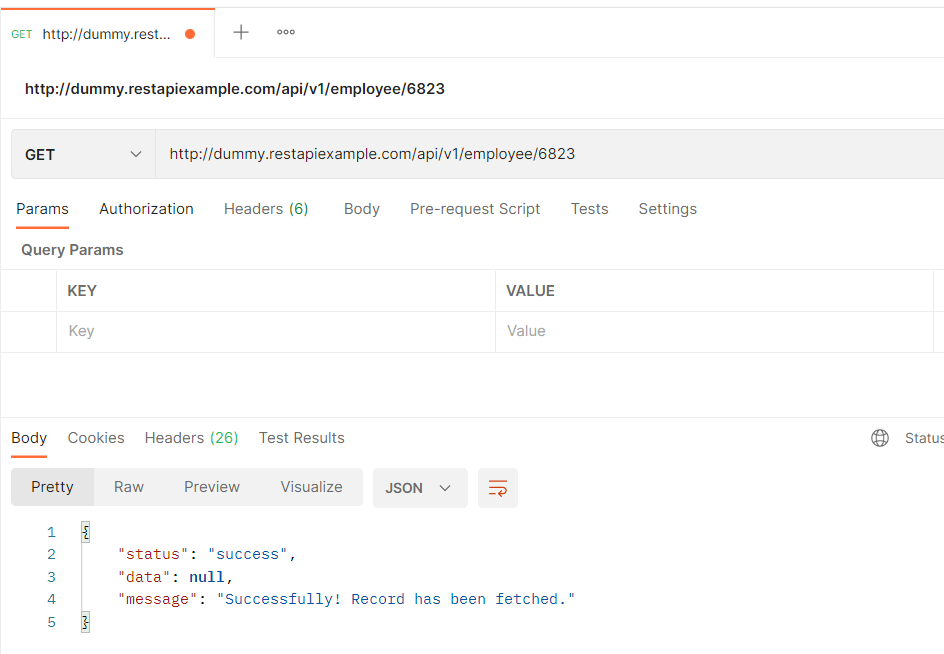 GET http://dummy.rest...
http://dummy.restapiexample.com/api/v1/employee/6823
GET http://dummy.restapiexample.com/api/v1/employee/6823
Params Authorization Headers (6) Body Pre-request Script Tests Settings
Query Params
KEY VALUE
Key Value
Body Cookies Headers (26) Test Results Status
Pretty Raw Preview Visualize JSON
1 {
2 "status": "success",
3 "data": null,
4 "message": "Successfully! Record has been fetched."
5 }